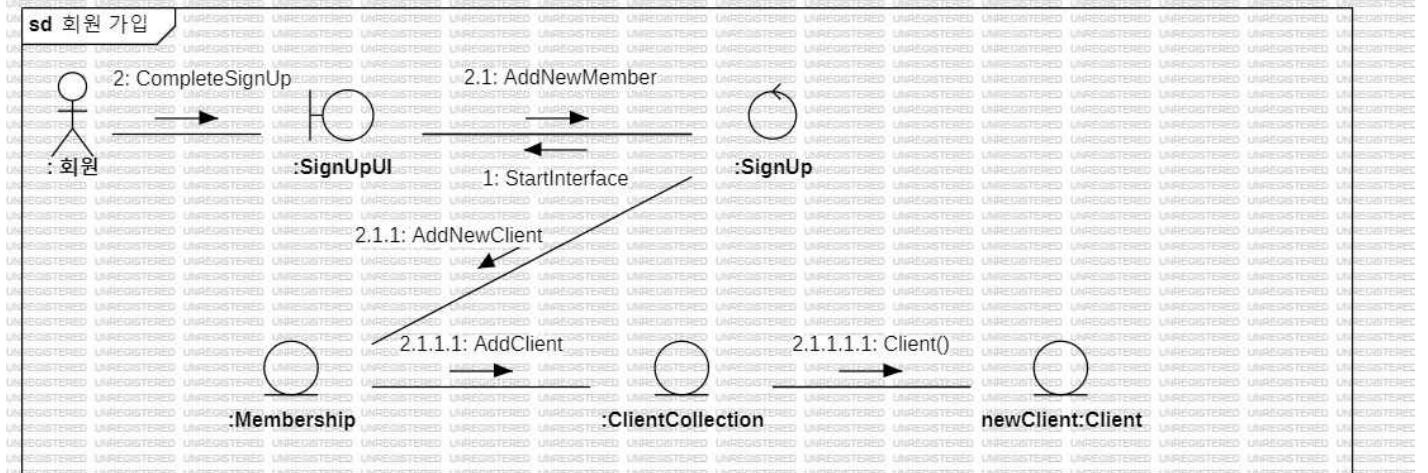 sd 회원 가입
2: CompleteSignUp
2.1: AddNewMember
: 회원
:SignUpUI
1: StartInterface
:SignUp
2.1.1: AddNewClient
2.1.1.1: AddClient
2.1.1.1.1: Client()
:Membership
:ClientCollection
newClient:Client
UNREGISTERED